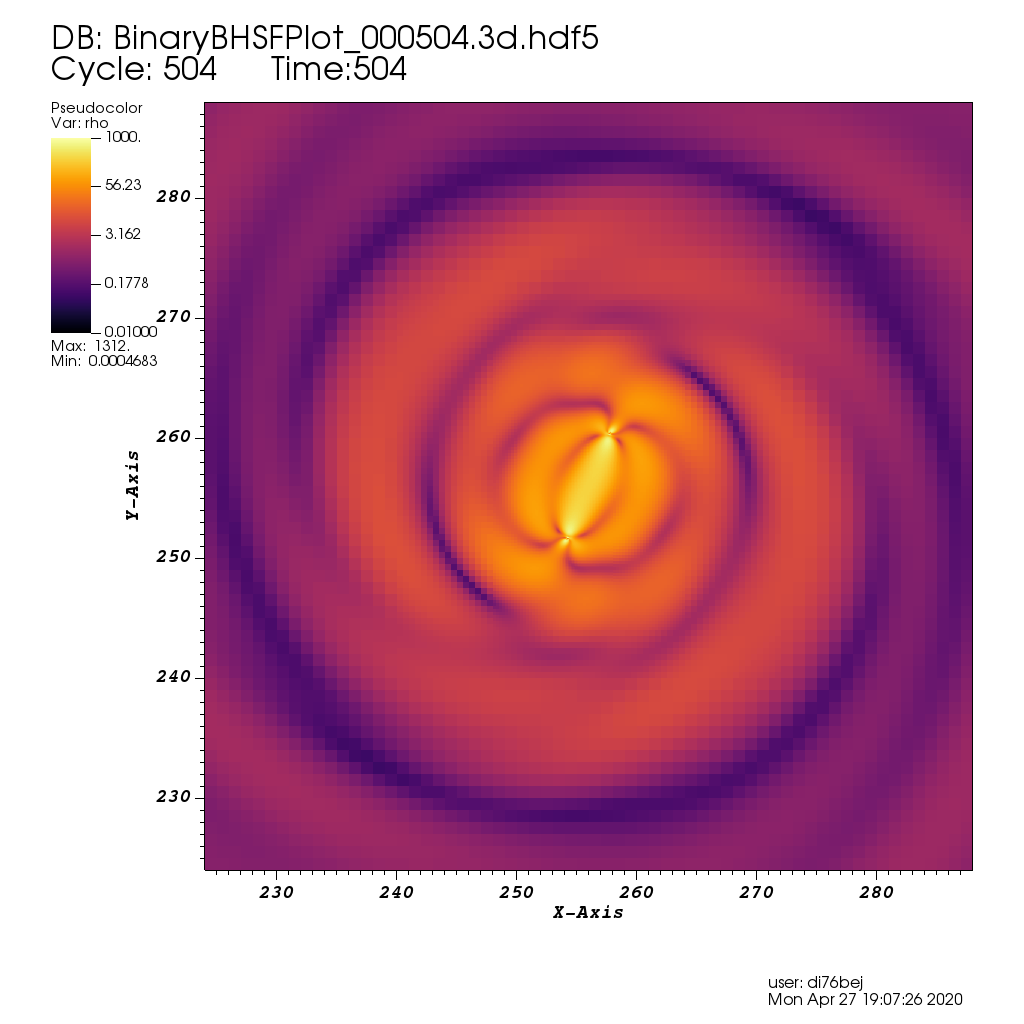 DB: BinaryBHSFPlot_000504.3d.hdf5
Cycle: 504 Time:504
Pseudocolor
Var: rho
1000.
56.23
3.162
0.1778
0.01000
Max: 1312.
Min: 0.0004683
280
270
260
250
240
230
Y-Axis
230 240 250 260 270 280
X-Axis
user: di76bej
Mon Apr 27 19:07:26 2020